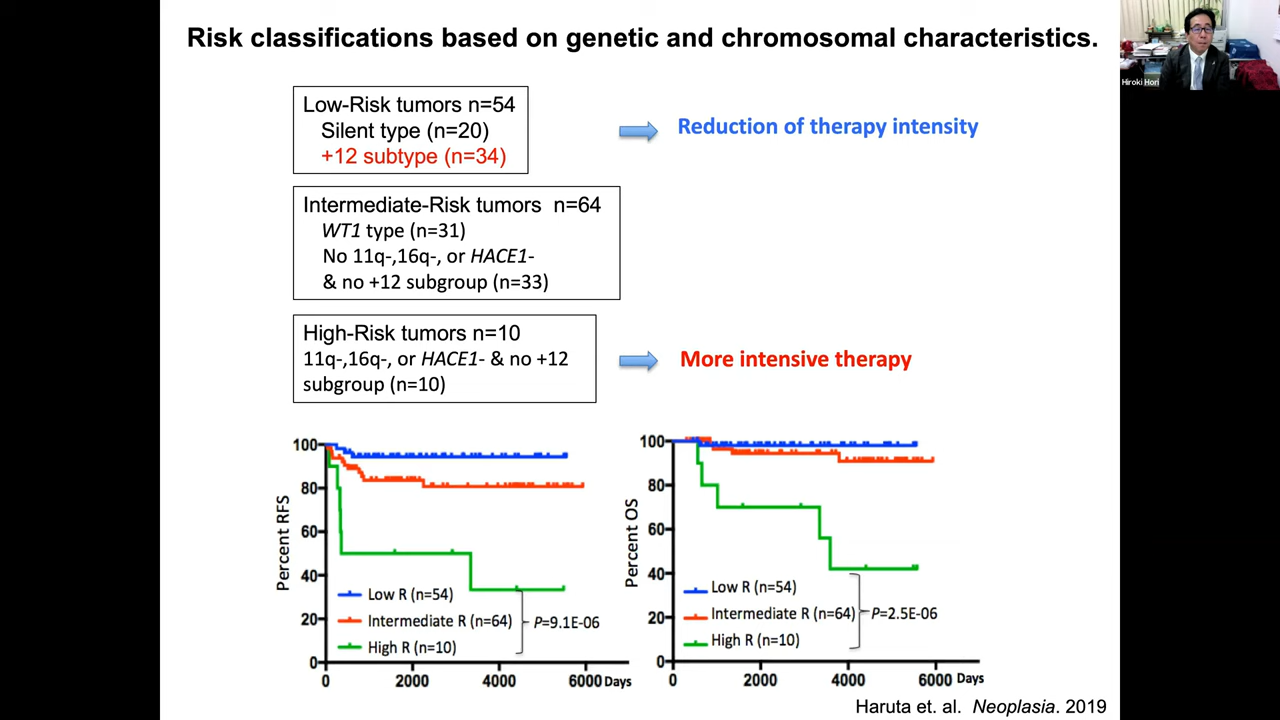 Risk classifications based on genetic and chromosomal characteristics.
Hiroki Hori
Low-Risk tumors n=54
Silent type (n=20)
+12 subtype (n=34)
Reduction of therapy intensity
Intermediate-Risk tumors n=64
WT1 type (n=31)
No 11q-,16q-, or HACE1-
& no +12 subgroup (n=33)
High-Risk tumors n=10
11q-,16q-, or HACE1- & no +12
subgroup (n=10)
More intensive therapy
Percent RFS
100
80
60
40
20
0
0 2000 4000 6000 Days
Low R (n=54)
Intermediate R (n=64)
High R (n=10)
P=9.1E-06
Percent OS
100
80
60
40
20
0
0 2000 4000 6000 Days
Low R (n=54)
Intermediate R (n=64)
High R (n=10)
P=2.5E-06
Haruta et. al. Neoplasia. 2019